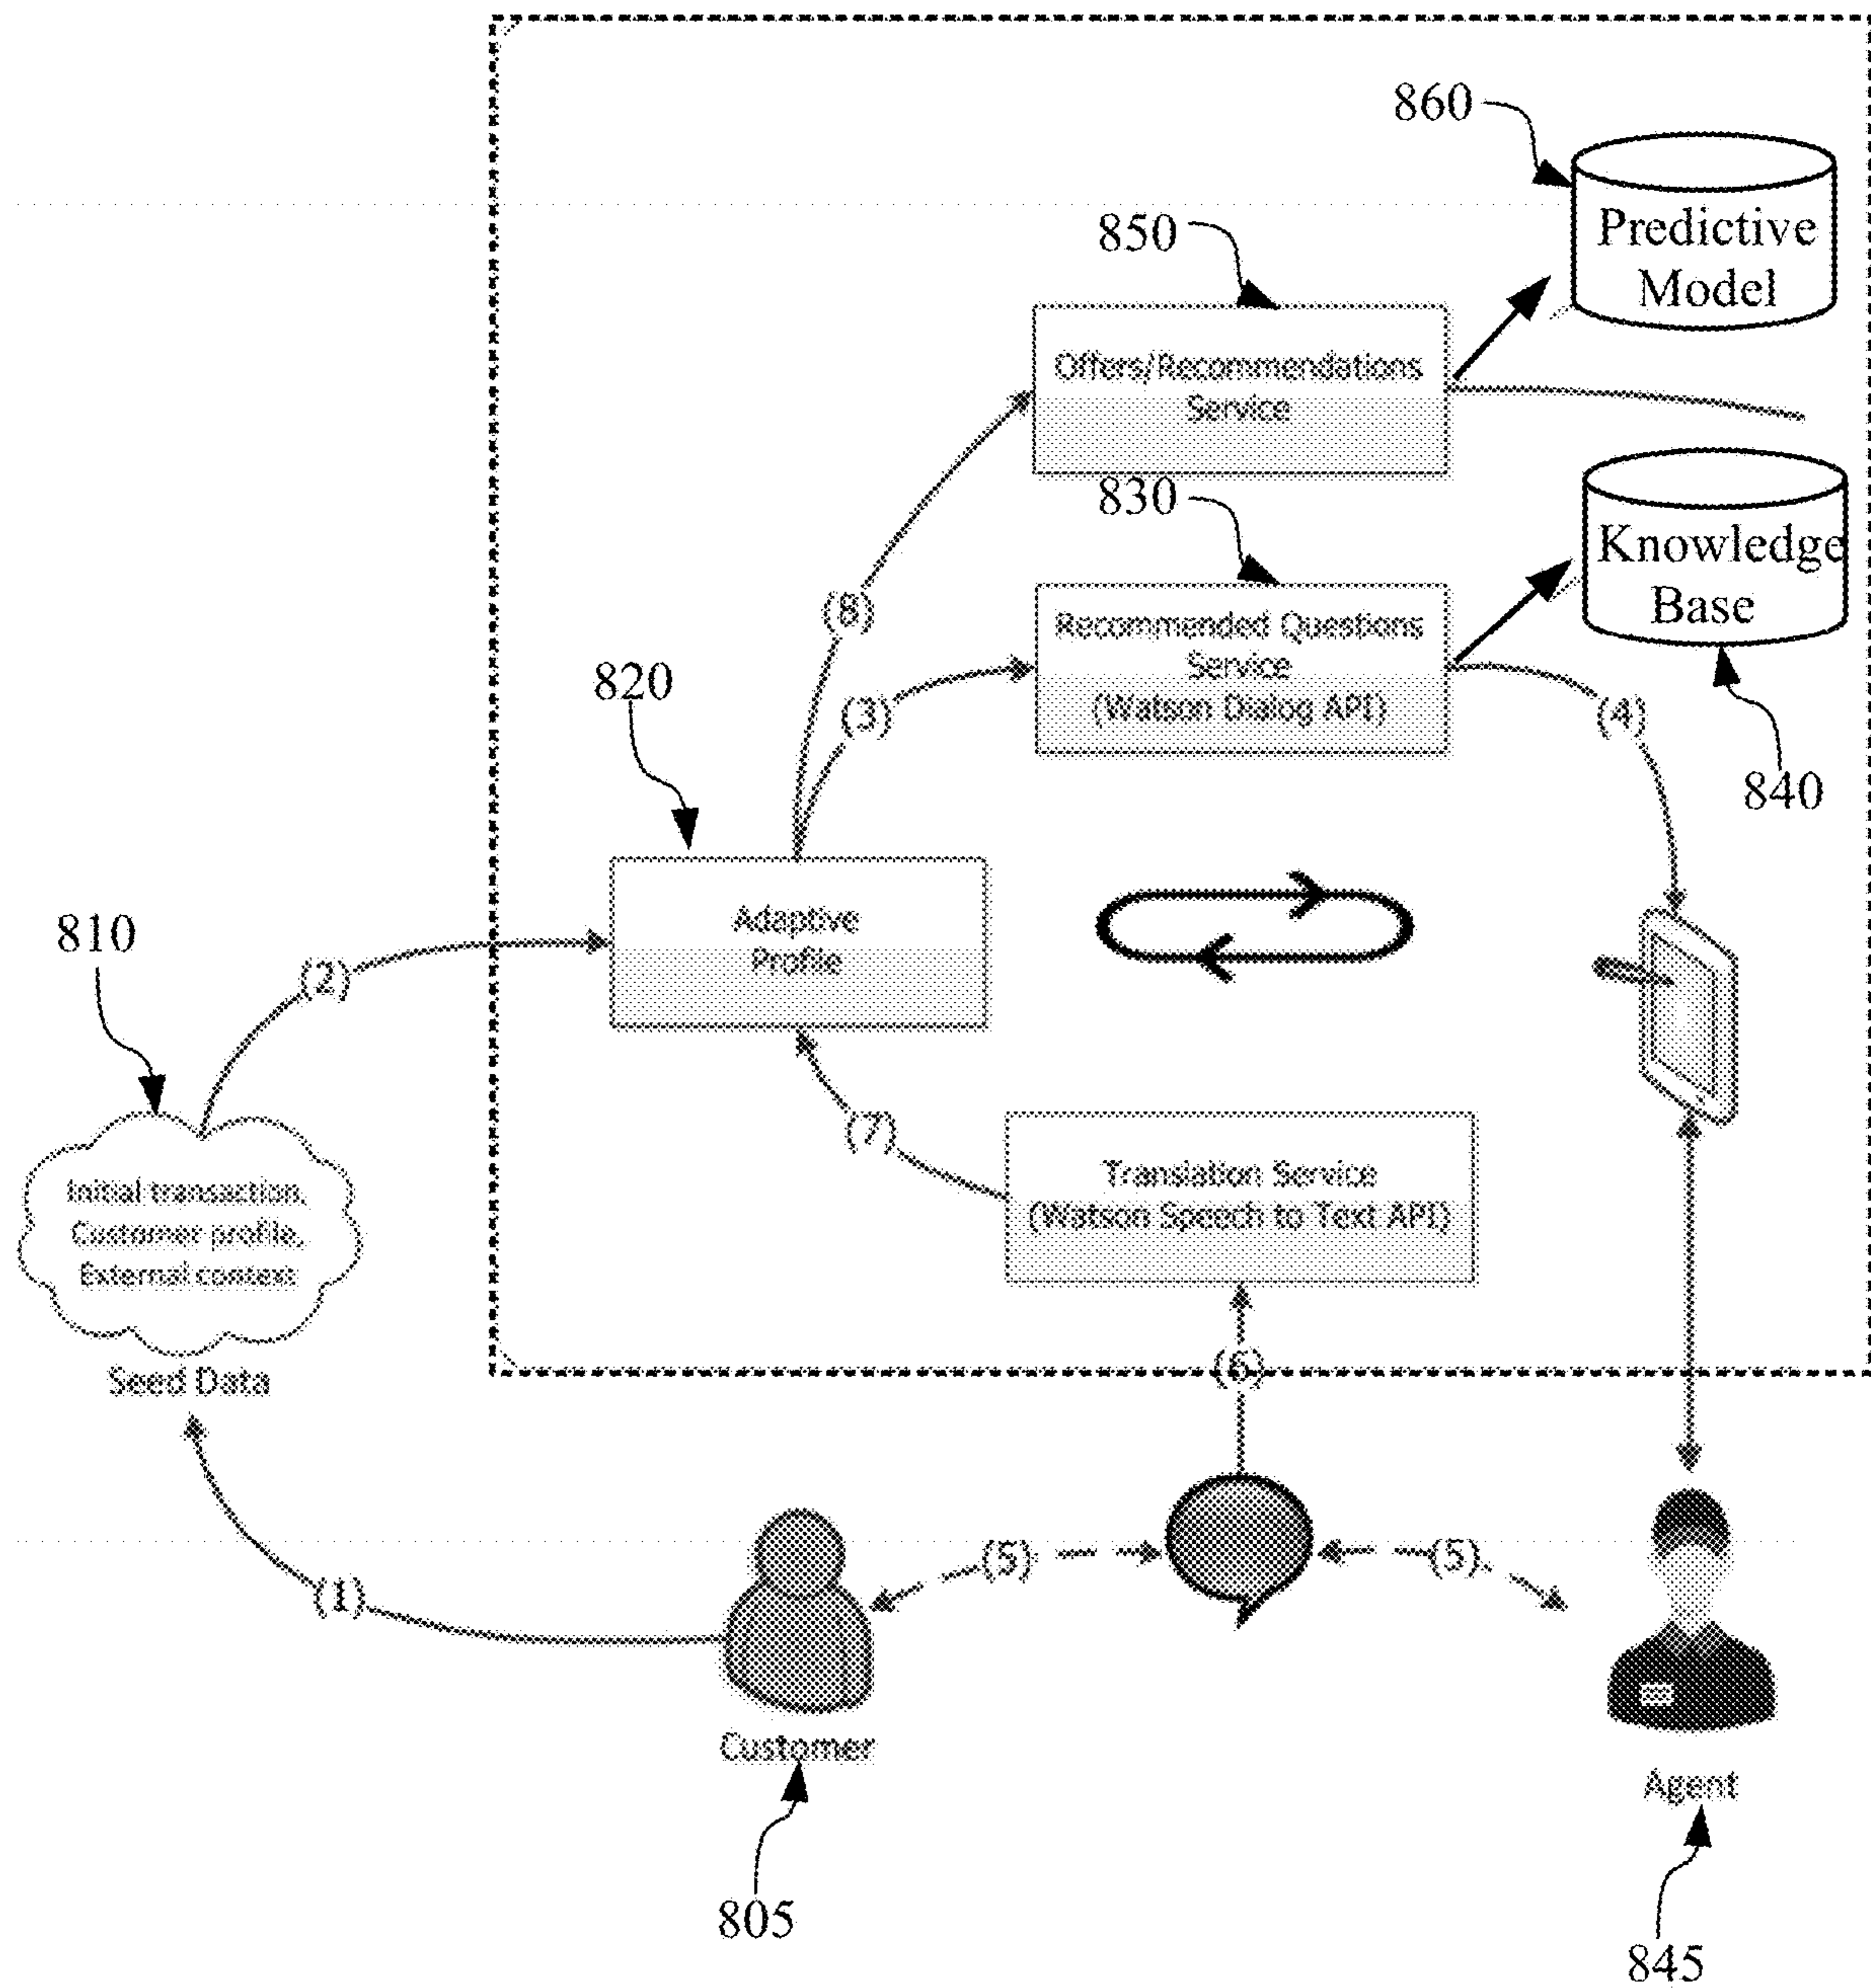 860
Predictive
Model
850
Offers/Recommendations
Service
830
Knowledge
Base
Recommended Questions
Service
(Watson Dialog API)
(8)
(3)
(4)
820
840
Adaptive
Profile
810
(2)
(7)
Translation Service
(Watson Speech to Text API)
Initial transaction,
Customer profile,
External context
Seed Data
(6)
(5)
(5)
(1)
Customer
Agent
805
845